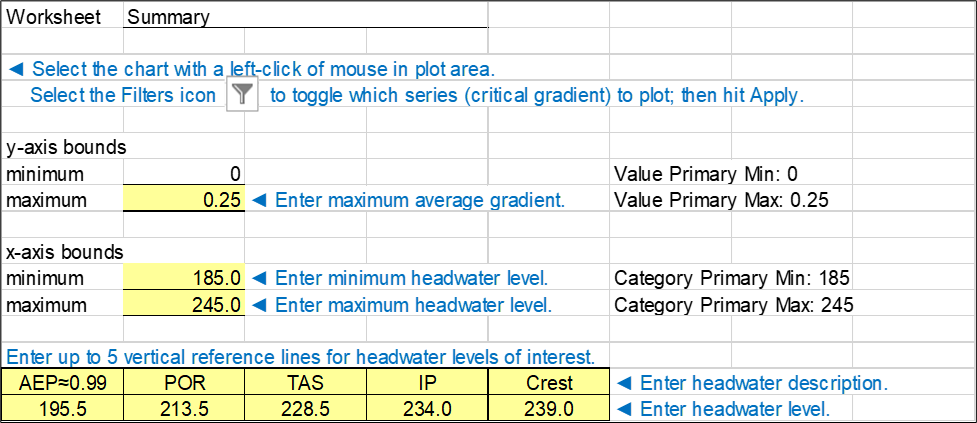 Worksheet Summary
◄ Select the chart with a left-click of mouse in plot area.
Select the Filters icon to toggle which series (critical gradient) to plot; then hit Apply.
y-axis bounds
minimum 0 Value Primary Min: 0
maximum 0.25 ◄ Enter maximum average gradient. Value Primary Max: 0.25
x-axis bounds
minimum 185.0 ◄ Enter minimum headwater level. Category Primary Min: 185
maximum 245.0 ◄ Enter maximum headwater level. Category Primary Max: 245
Enter up to 5 vertical reference lines for headwater levels of interest.
AEP≈0.99 POR TAS IP Crest ◄ Enter headwater description.
195.5 213.5 228.5 234.0 239.0 ◄ Enter headwater level.